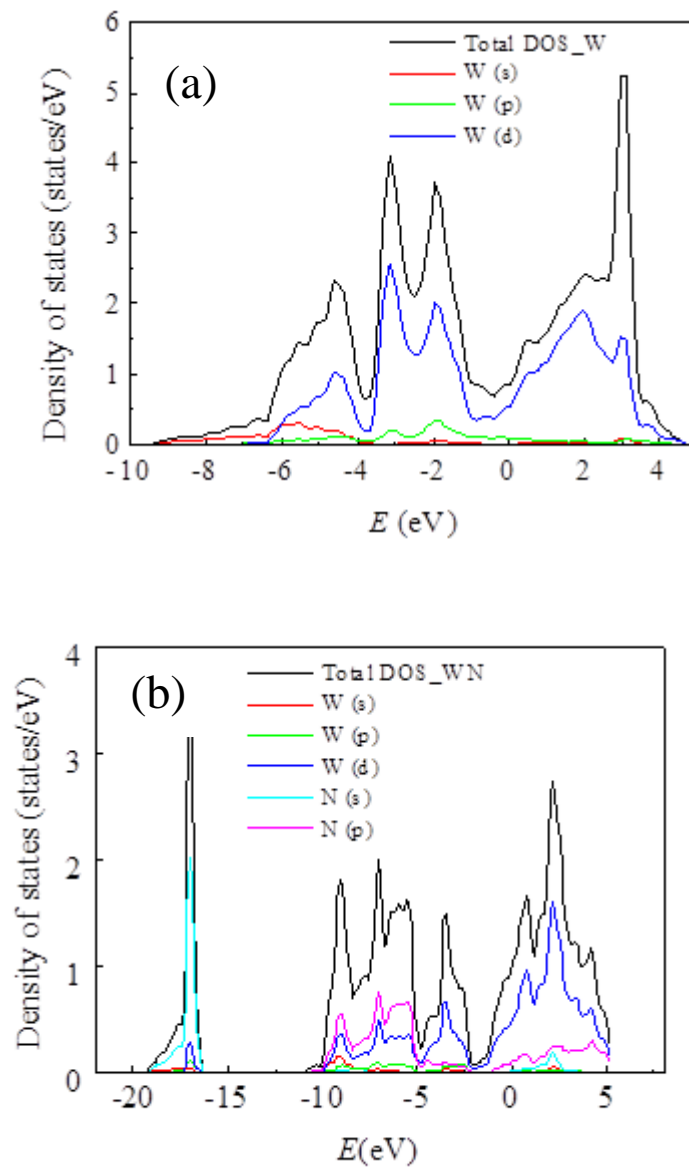 (a)
Total DOS_W
W (s)
W (p)
W (d)
Density of states (states/eV)
6
5
4
3
2
1
0
-10 -8 -6 -4 -2 0 2 4
E (eV)
(b)
Total DOS_WN
W (s)
W (p)
W (d)
N (s)
N (p)
Density of states (states/eV)
4
3
2
1
0
-20 -15 -10 -5 0 5
E(eV)